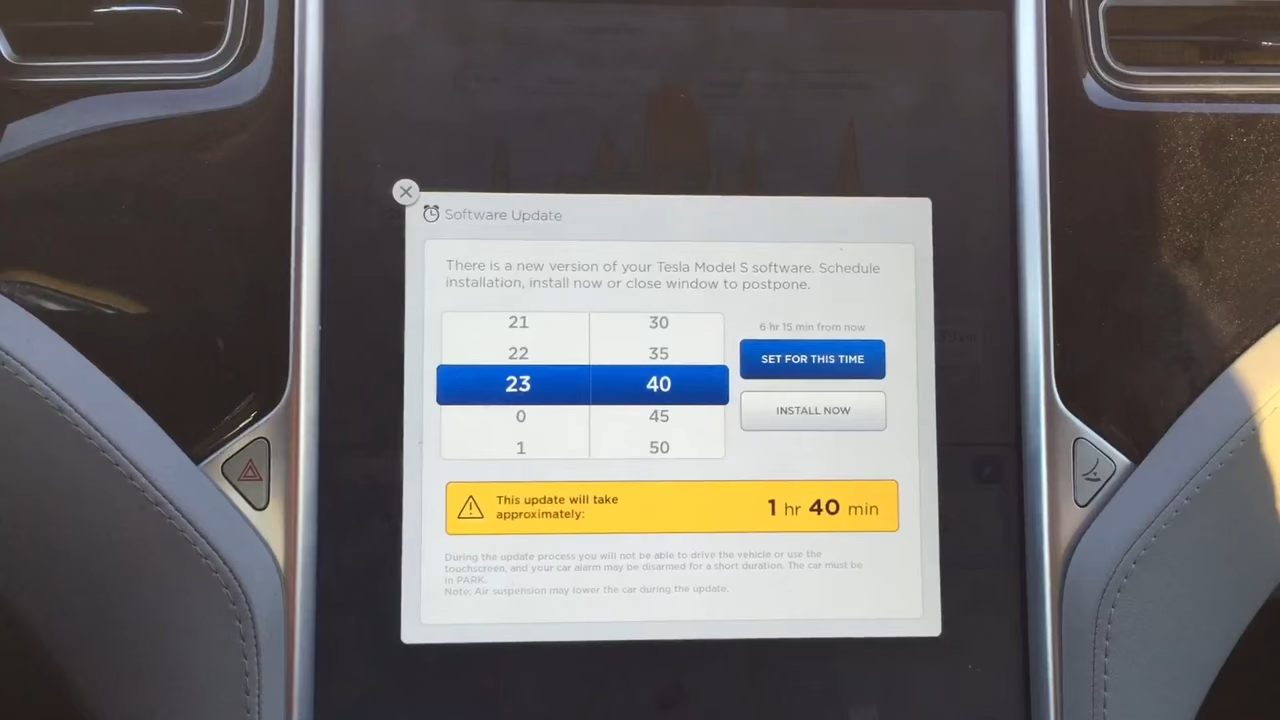 Software Update
There is a new version of your Tesla Model S software. Schedule
installation, install now or close window to postpone.
21 30
22 35
23 40
0 45
1 50
6 hr 15 min from now
SET FOR THIS TIME
INSTALL NOW
This update will take
approximately:
1 hr 40 min
During the update process you will not be able to drive the vehicle or use the
touchscreen, and your car alarm may be disarmed for a short duration. The car must be
in PARK.
Note: Air suspension may lower the car during the update.